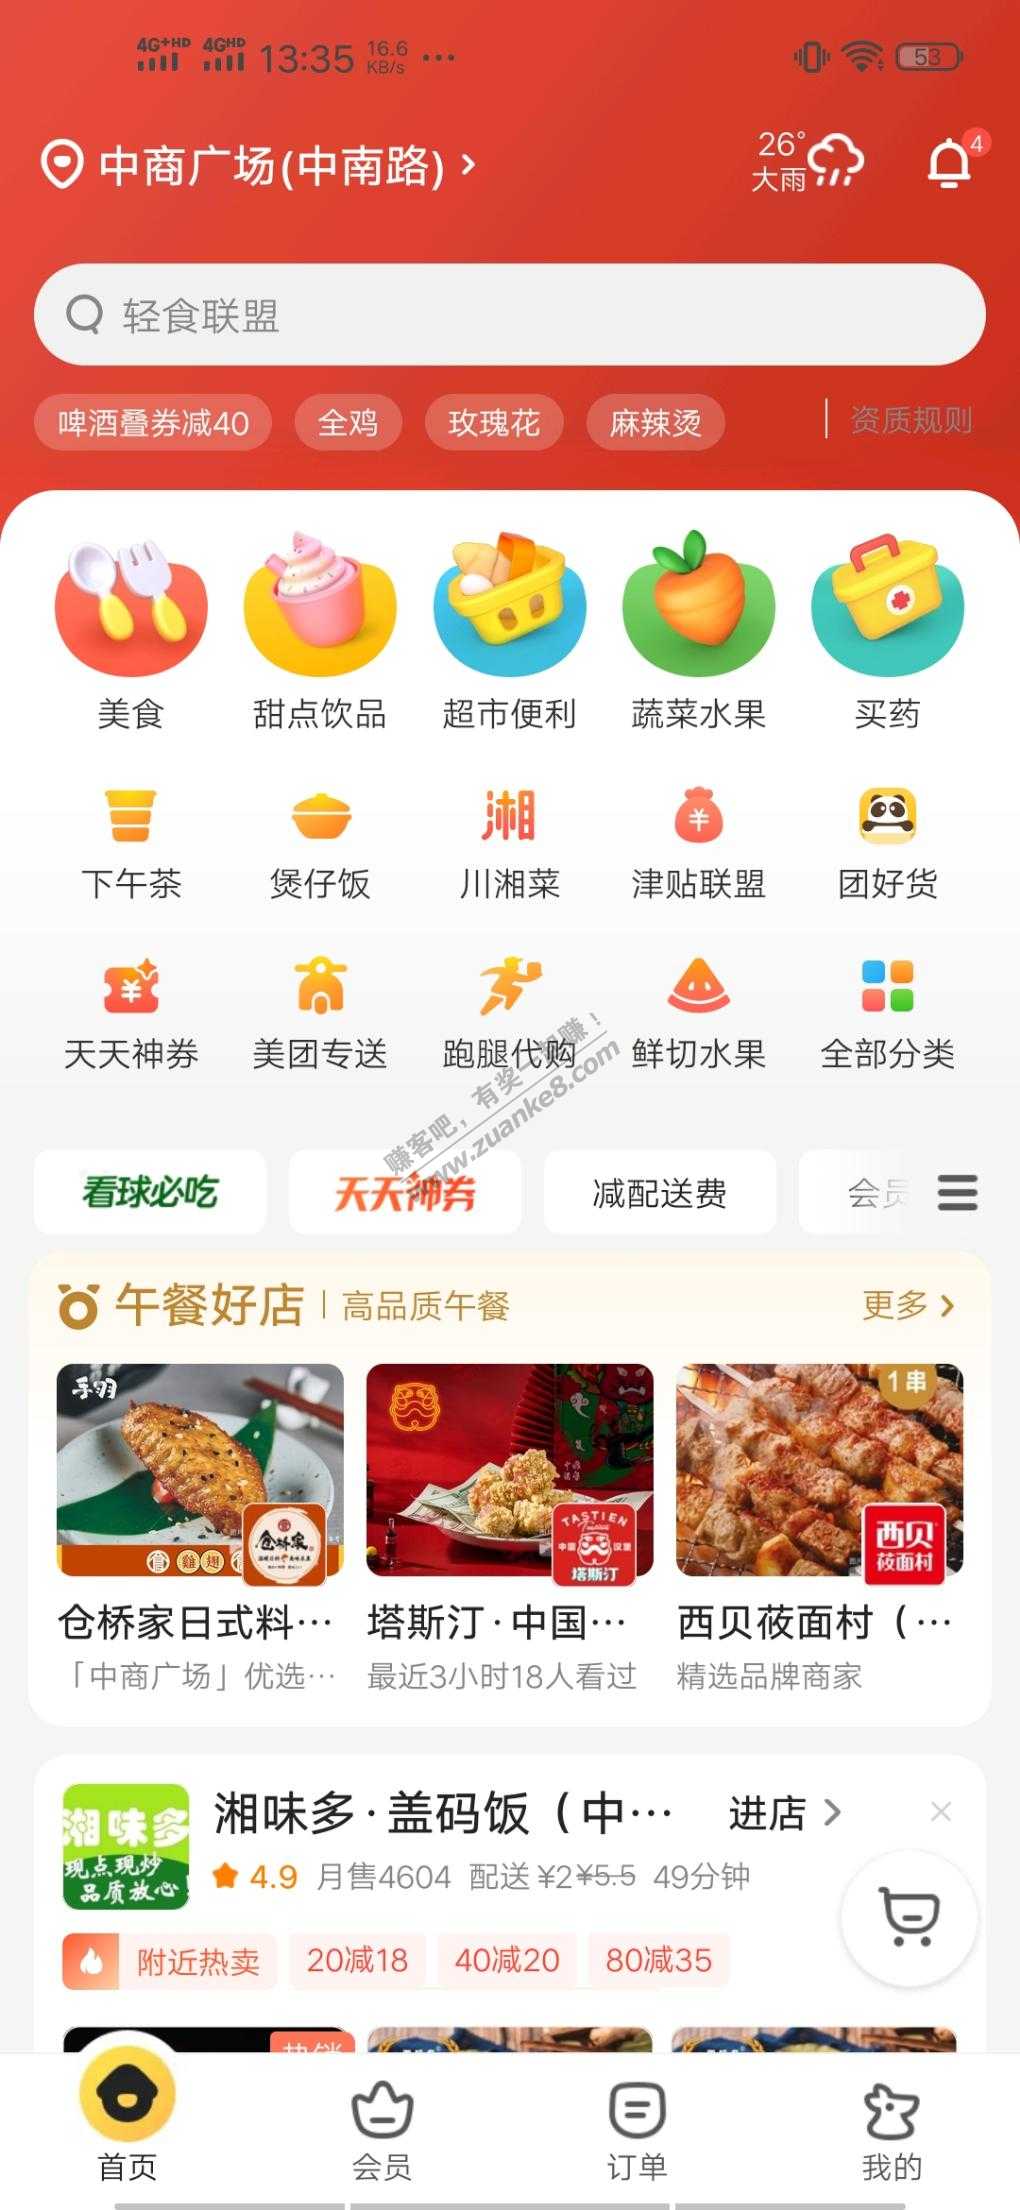 4G+HD 4GHD 13:35 16.6 KB/s ··· 53
中商广场(中南路)
26°
大雨
4
轻食联盟
啤酒叠券减40 全鸡 玫瑰花 麻辣烫 资质规则
美食 甜点饮品 超市便利 蔬菜水果 买药
湘
下午茶 煲仔饭 川湘菜 津贴联盟 团好货
天天神券 美团专送 跑腿代购 鲜切水果 全部分类
赚客吧，有奖一起赚！
www.zuanke8.com
看球必吃 天天神券 减配送费 会员
午餐好店 高品质午餐 更多
手羽 1串
仓桥家 TASTIEN 中国 汉堡 塔斯汀 西贝 莜面村
仓桥家日式料··· 塔斯汀·中国··· 西贝莜面村（···
「中商广场」优选··· 最近3小时18人看过 精选品牌商家
湘味多
现点现炒
品质放心！
湘味多·盖码饭（中··· 进店
4.9 月售4604 配送 ¥2 ¥5.5 49分钟
附近热卖 20减18 40减20 80减35
热销
首页 会员 订单 我的